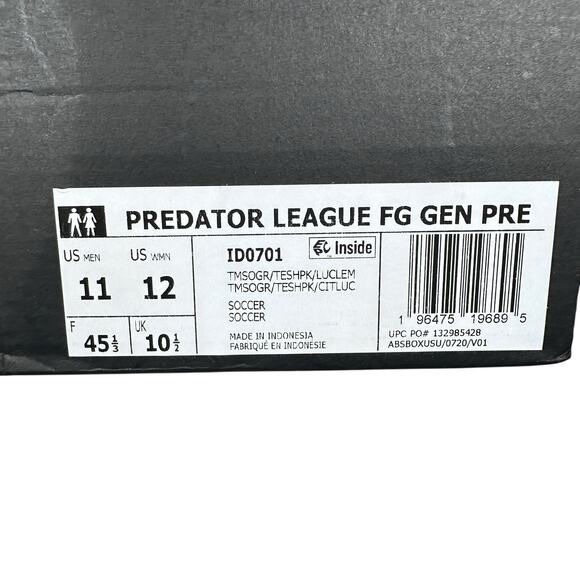 PREDATOR LEAGUE FG GEN PRE
US MEN US WMN
11 12
F UK
45 1/3 10 1/2
ID0701 Inside
TMSOGR/TESHPK/LUCLEM
TMSOGR/TESHPK/CITLUC
SOCCER
SOCCER
MADE IN INDONESIA
FABRIQUÉ EN INDONÉSIE
1 96475 19689 5
UPC PO# 132985428
ABSBOXUSU/0720/V01